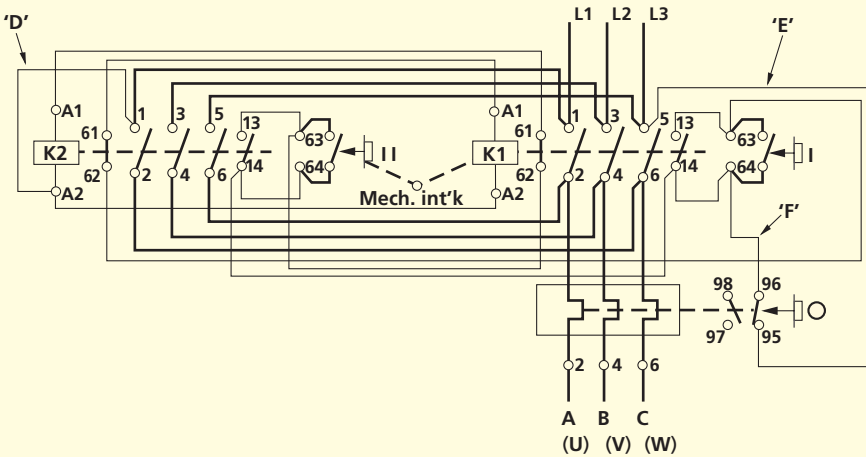 'D'
L1 L2 L3
'E'
A1
1 3 5
13
A1
1 3 5
13
61
63
61
63
K2
II
K1
I
62
64
62
64
14
14
A2
2 4 6
A2
2 4 6
Mech. int'k
'F'
98 96
O
97 95
2 4 6
A B C
(U) (V) (W)